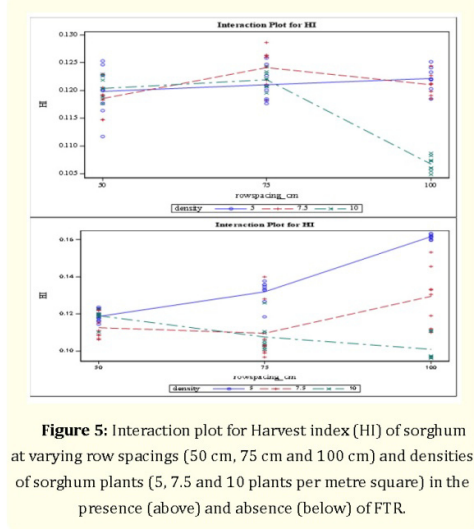 Interaction Plot for HI
0.130
0.125
0.120
0.115
0.110
0.105
HI
50
75
100
rowspacing_cm
density 5 7.5 10
Interaction Plot for HI
0.16
0.14
0.12
0.10
HI
50
75
100
rowspacing_cm
density 5 7.5 10
Figure 5: Interaction plot for Harvest index (HI) of sorghum
at varying row spacings (50 cm, 75 cm and 100 cm) and densities
of sorghum plants (5, 7.5 and 10 plants per metre square) in the
presence (above) and absence (below) of FTR.